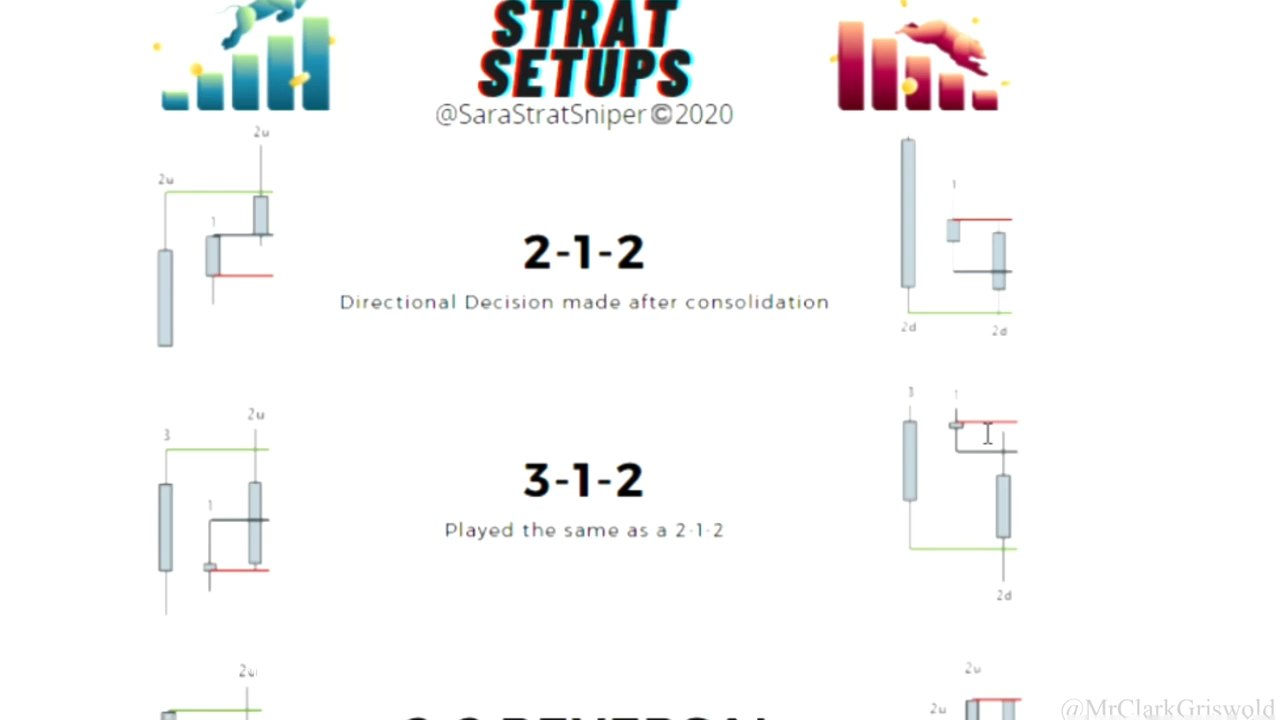 STRAT
SETUPS
@SaraStratSniper©2020
2u
2u
1
1
2-1-2
Directional Decision made after consolidation
2d
2d
3
2u
1
3
1
3-1-2
Played the same as a 2-1-2
2d
2u
2u
2u
@MrClarkGriswold